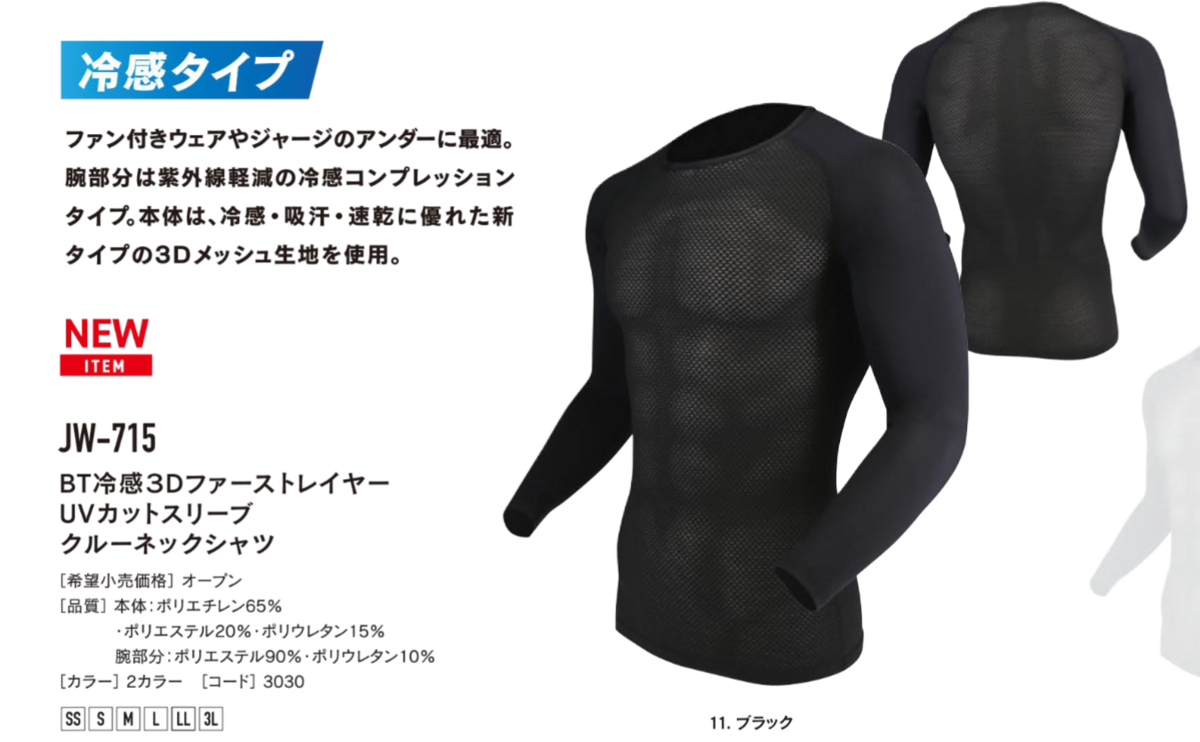 冷感タイプ
ファン付きウェアやジャージのアンダーに最適。
腕部分は紫外線軽減の冷感コンプレッション
タイプ。本体は、冷感・吸汗・速乾に優れた新
タイプの3Dメッシュ生地を使用。
NEW
ITEM
JW-715
BT冷感3Dファーストレイヤー
UVカットスリーブ
クルーネックシャツ
[希望小売価格] オープン
[品質] 本体：ポリエチレン65%
・ポリエステル20%・ポリウレタン15%
腕部分：ポリエステル90%・ポリウレタン10%
[カラー] 2カラー [コード] 3030
SS S M L LL 3L
11. ブラック